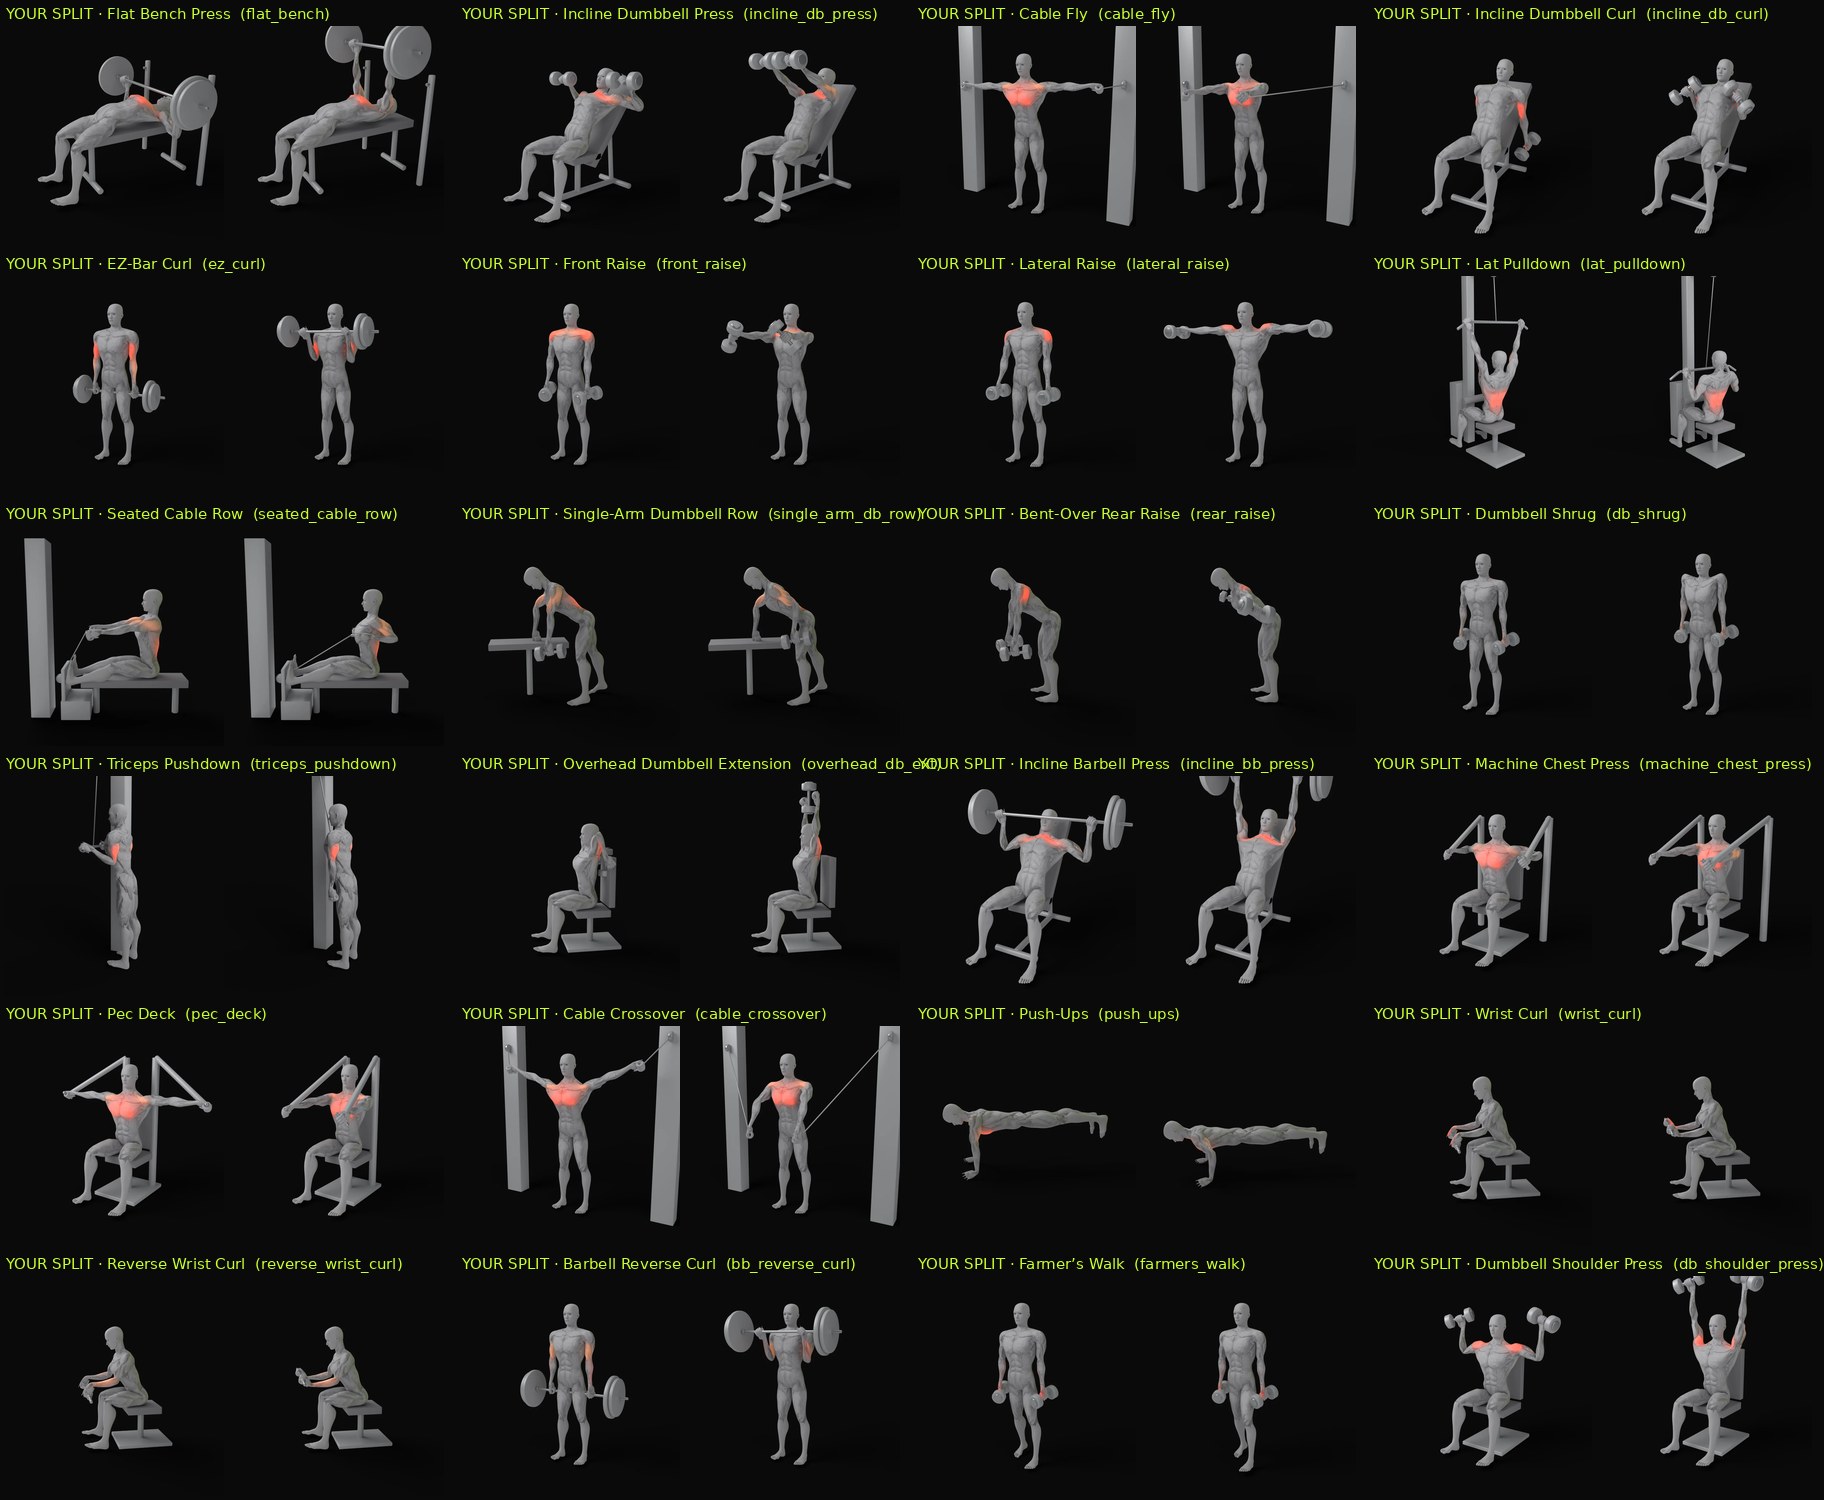 YOUR SPLIT · Flat Bench Press (flat_bench)
YOUR SPLIT · Incline Dumbbell Press (incline_db_press)
YOUR SPLIT · Cable Fly (cable_fly)
YOUR SPLIT · Incline Dumbbell Curl (incline_db_curl)
YOUR SPLIT · EZ-Bar Curl (ez_curl)
YOUR SPLIT · Front Raise (front_raise)
YOUR SPLIT · Lateral Raise (lateral_raise)
YOUR SPLIT · Lat Pulldown (lat_pulldown)
YOUR SPLIT · Seated Cable Row (seated_cable_row)
YOUR SPLIT · Single-Arm Dumbbell Row (single_arm_db_row)
YOUR SPLIT · Bent-Over Rear Raise (rear_raise)
YOUR SPLIT · Dumbbell Shrug (db_shrug)
YOUR SPLIT · Triceps Pushdown (triceps_pushdown)
YOUR SPLIT · Overhead Dumbbell Extension (overhead_db_ext)
YOUR SPLIT · Incline Barbell Press (incline_bb_press)
YOUR SPLIT · Machine Chest Press (machine_chest_press)
YOUR SPLIT · Pec Deck (pec_deck)
YOUR SPLIT · Cable Crossover (cable_crossover)
YOUR SPLIT · Push-Ups (push_ups)
YOUR SPLIT · Wrist Curl (wrist_curl)
YOUR SPLIT · Reverse Wrist Curl (reverse_wrist_curl)
YOUR SPLIT · Barbell Reverse Curl (bb_reverse_curl)
YOUR SPLIT · Farmer’s Walk (farmers_walk)
YOUR SPLIT · Dumbbell Shoulder Press (db_shoulder_press)